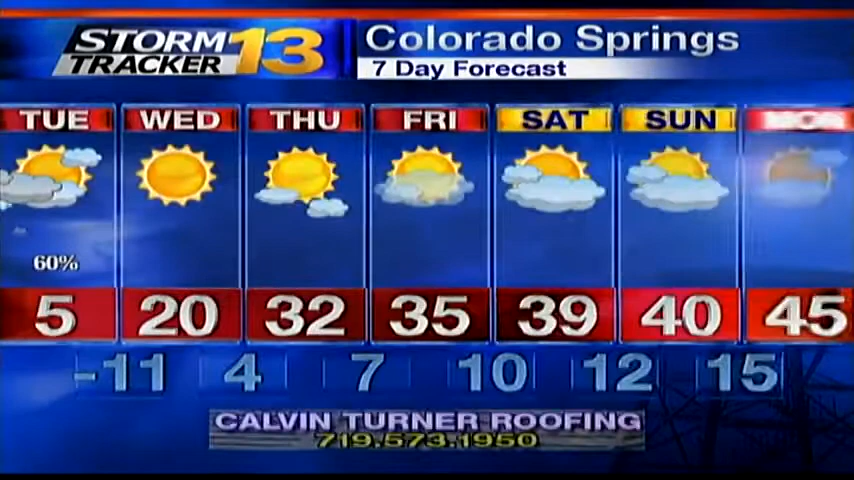 STORM
TRACKER 13
Colorado Springs
7 Day Forecast
TUE WED THU FRI SAT SUN MON
60%
5 20 32 35 39 40 45
-11 4 7 10 12 15
CALVIN TURNER ROOFING
719.573.1950